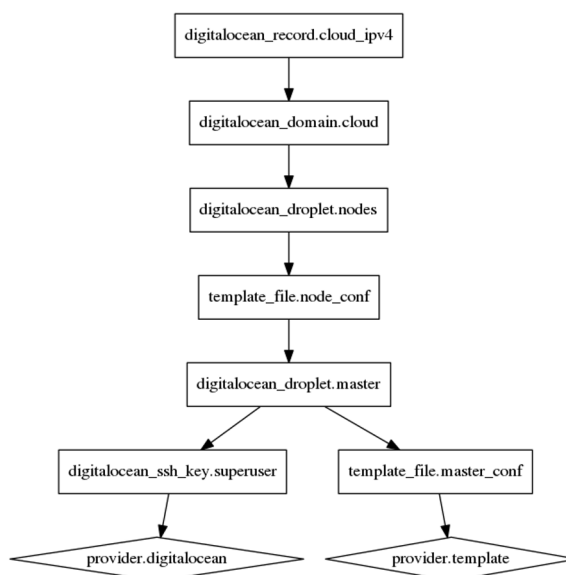 digitalocean_record.cloud_ipv4
digitalocean_domain.cloud
digitalocean_droplet.nodes
template_file.node_conf
digitalocean_droplet.master
digitalocean_ssh_key.superuser
template_file.master_conf
provider.digitalocean
provider.template